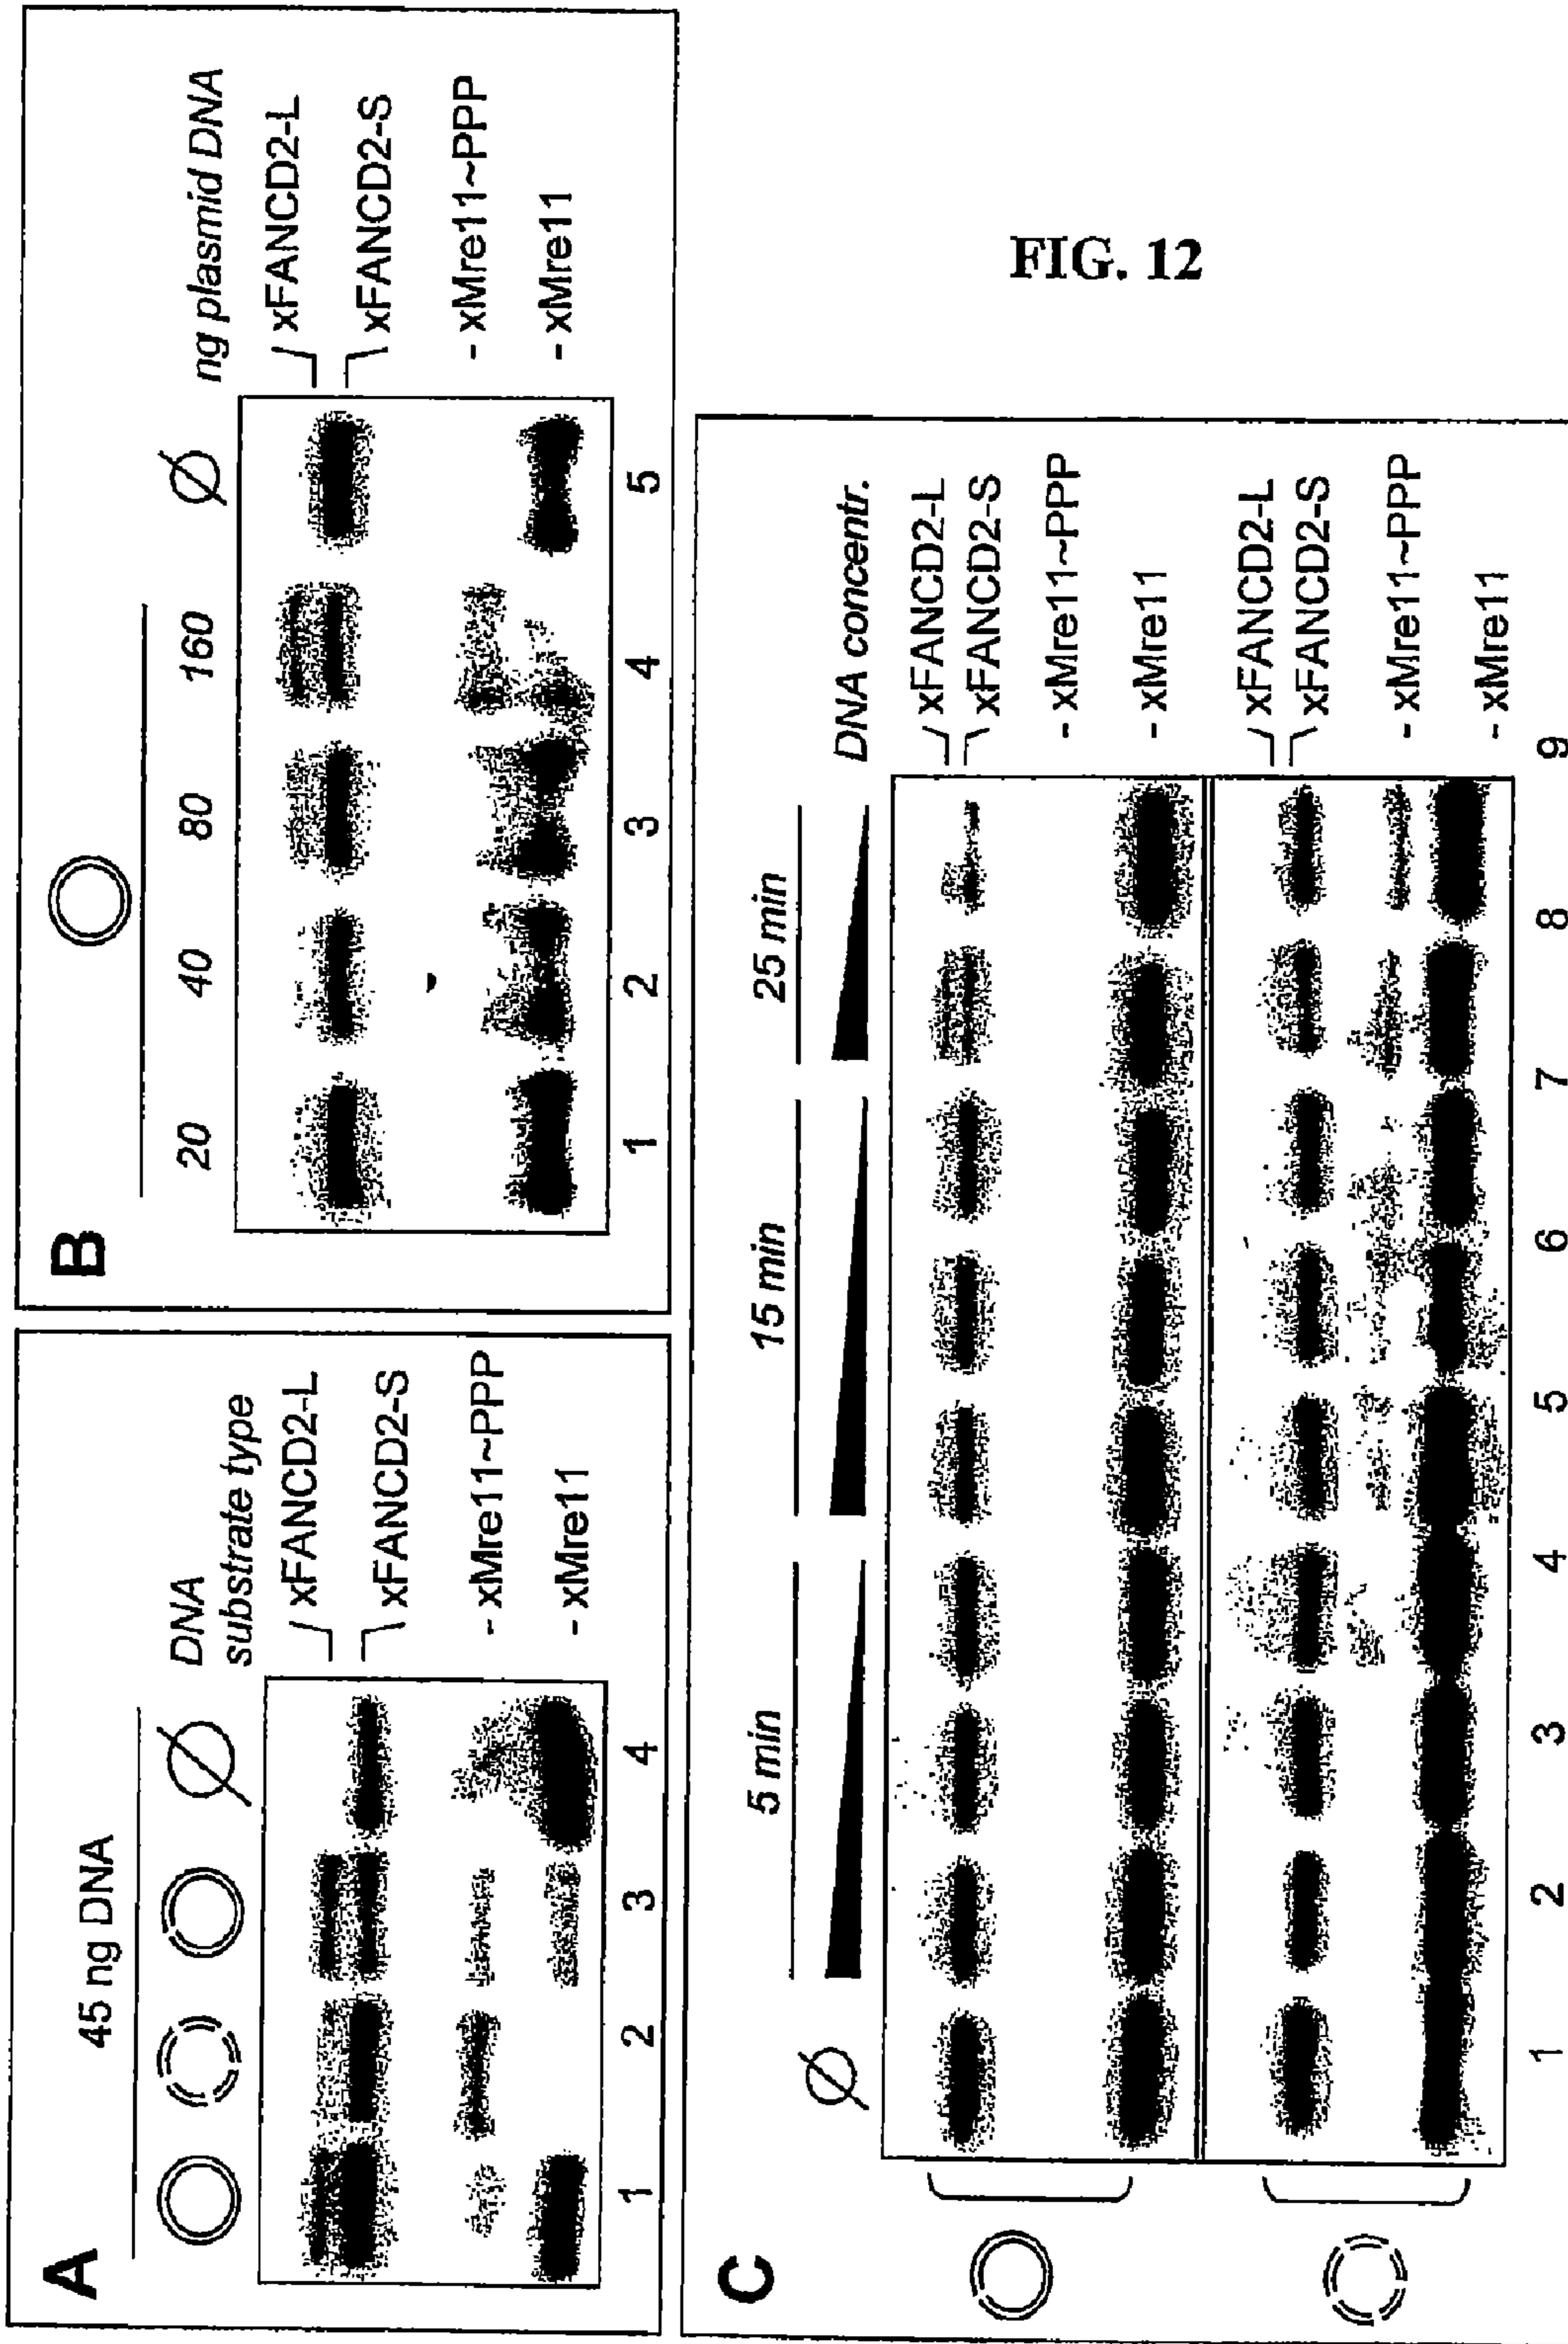 A
45 ng DNA
Ø
DNA
substrate type
xFANCD2-L
xFANCD2-S
- xMre11~PPP
- xMre11
1 2 3 4
B
20 40 80 160 Ø
ng plasmid DNA
xFANCD2-L
xFANCD2-S
- xMre11~PPP
- xMre11
1 2 3 4 5
C
Ø
5 min 15 min 25 min
DNA concentr.
xFANCD2-L
xFANCD2-S
- xMre11~PPP
- xMre11
xFANCD2-L
xFANCD2-S
- xMre11~PPP
- xMre11
1 2 3 4 5 6 7 8 9
FIG. 12